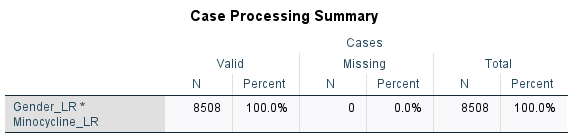 Case Processing Summary
Cases
Valid Missing Total
N Percent N Percent N Percent
Gender_LR * 8508 100.0% 0 0.0% 8508 100.0%
Minocycline_LR